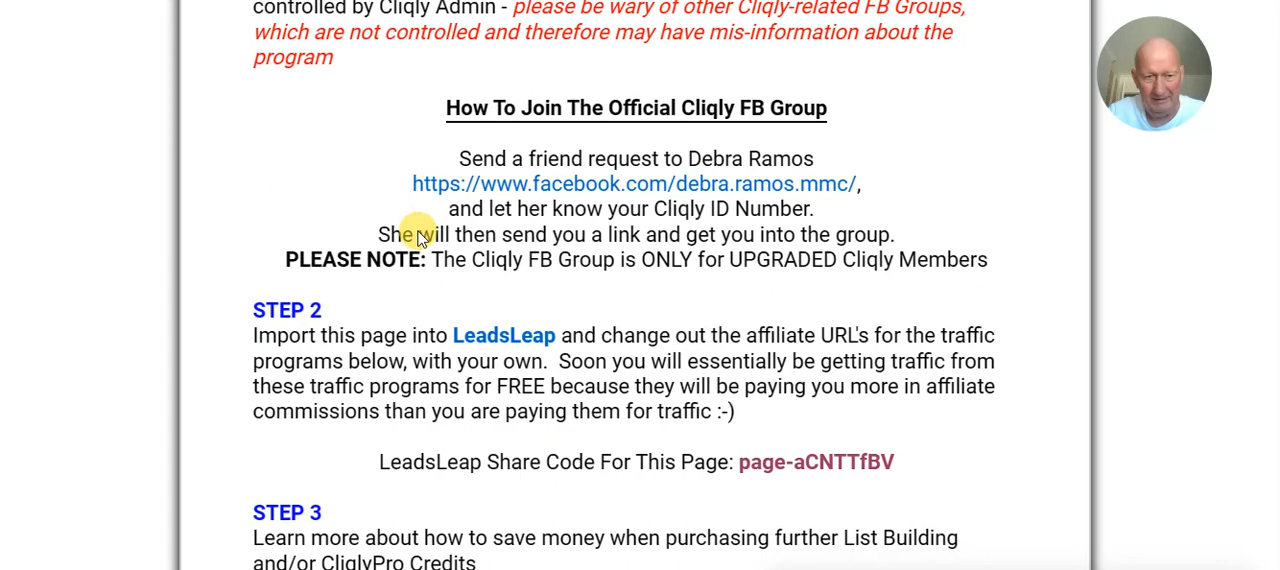 controlled by Cliqly Admin - please be wary of other Cliqly-related FB Groups,
which are not controlled and therefore may have mis-information about the
program
How To Join The Official Cliqly FB Group
Send a friend request to Debra Ramos
https://www.facebook.com/debra.ramos.mmc/,
and let her know your Cliqly ID Number.
She will then send you a link and get you into the group.
PLEASE NOTE: The Cliqly FB Group is ONLY for UPGRADED Cliqly Members
STEP 2
Import this page into LeadsLeap and change out the affiliate URL's for the traffic
programs below, with your own.  Soon you will essentially be getting traffic from
these traffic programs for FREE because they will be paying you more in affiliate
commissions than you are paying them for traffic :-)
LeadsLeap Share Code For This Page: page-aCNTTfBV
STEP 3
Learn more about how to save money when purchasing further List Building
and/or CliqlyPro Credits